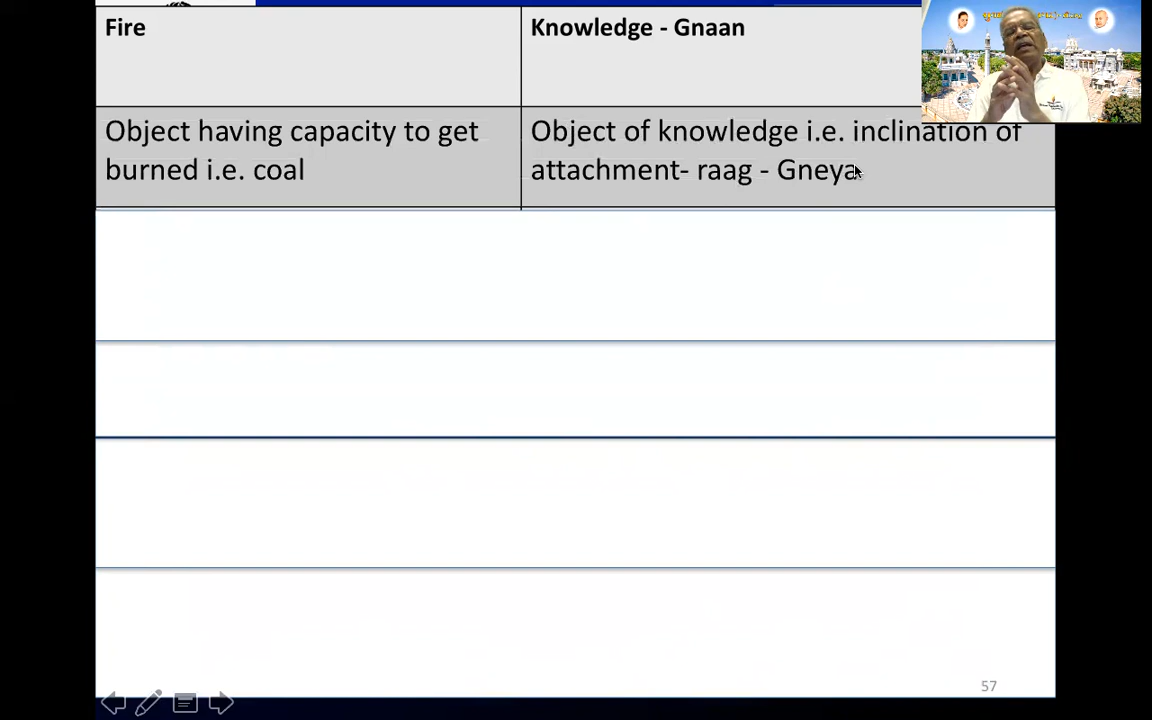 Fire
Knowledge - Gnaan
Object having capacity to get
burned i.e. coal
Object of knowledge i.e. inclination of
attachment- raag - Gneya
57